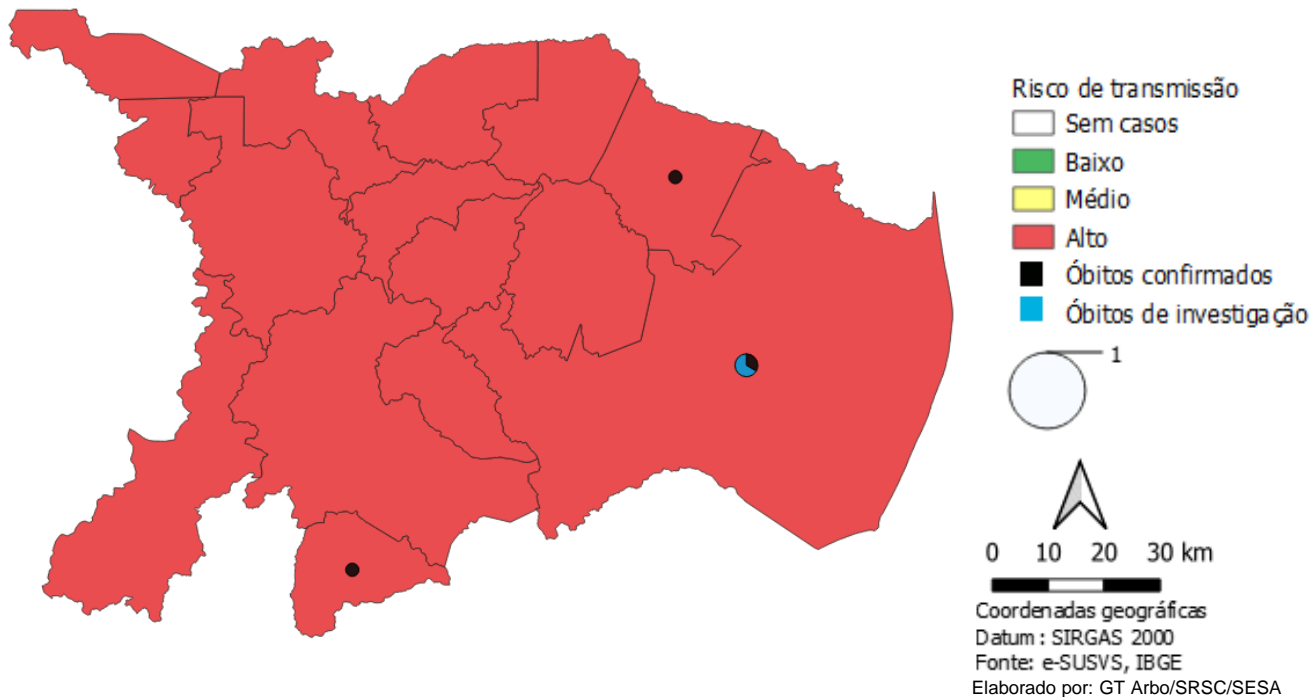 Risco de transmissão
Sem casos
Baixo
Médio
Alto
Óbitos confirmados
Óbitos de investigação
1
0 10 20 30 km
Coordenadas geográficas
Datum : SIRGAS 2000
Fonte: e-SUSVS, IBGE
Elaborado por: GT Arbo/SRSC/SESA